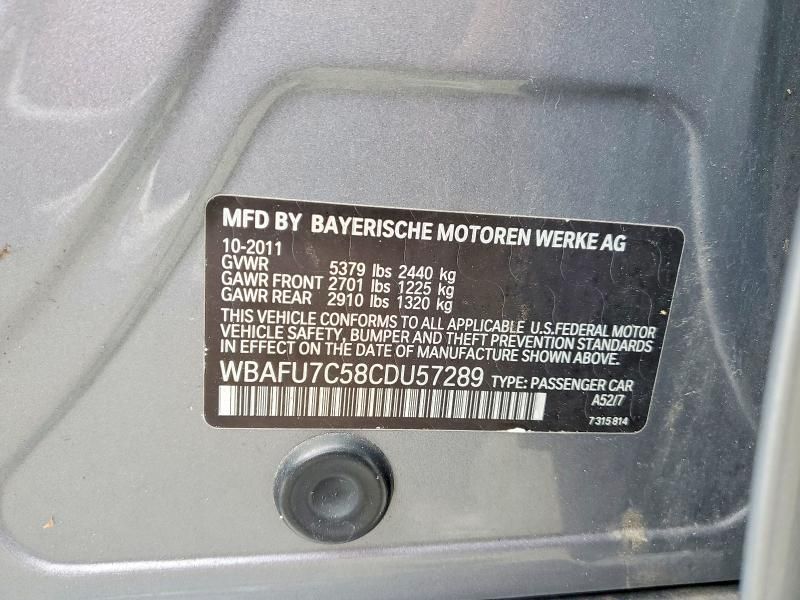 MFD BY BAYERISCHE MOTOREN WERKE AG
10-2011
GVWR 5379 lbs 2440 kg
GAWR FRONT 2701 lbs 1225 kg
GAWR REAR 2910 lbs 1320 kg
THIS VEHICLE CONFORMS TO ALL APPLICABLE U.S.FEDERAL MOTOR
VEHICLE SAFETY, BUMPER AND THEFT PREVENTION STANDARDS
IN EFFECT ON THE DATE OF MANUFACTURE SHOWN ABOVE.
WBAFU7C58CDU57289 TYPE: PASSENGER CAR
A52/7
7315814